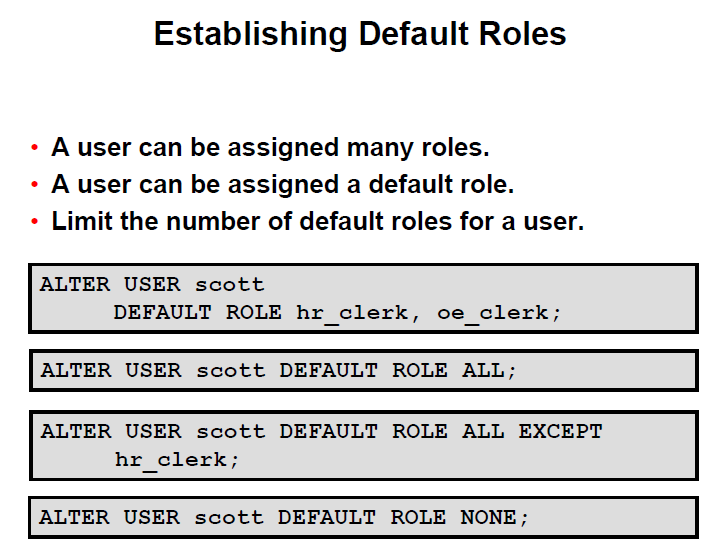 Establishing Default Roles
• A user can be assigned many roles.
• A user can be assigned a default role.
• Limit the number of default roles for a user.
ALTER USER scott
DEFAULT ROLE hr_clerk, oe_clerk;
ALTER USER scott DEFAULT ROLE ALL;
ALTER USER scott DEFAULT ROLE ALL EXCEPT
hr_clerk;
ALTER USER scott DEFAULT ROLE NONE;